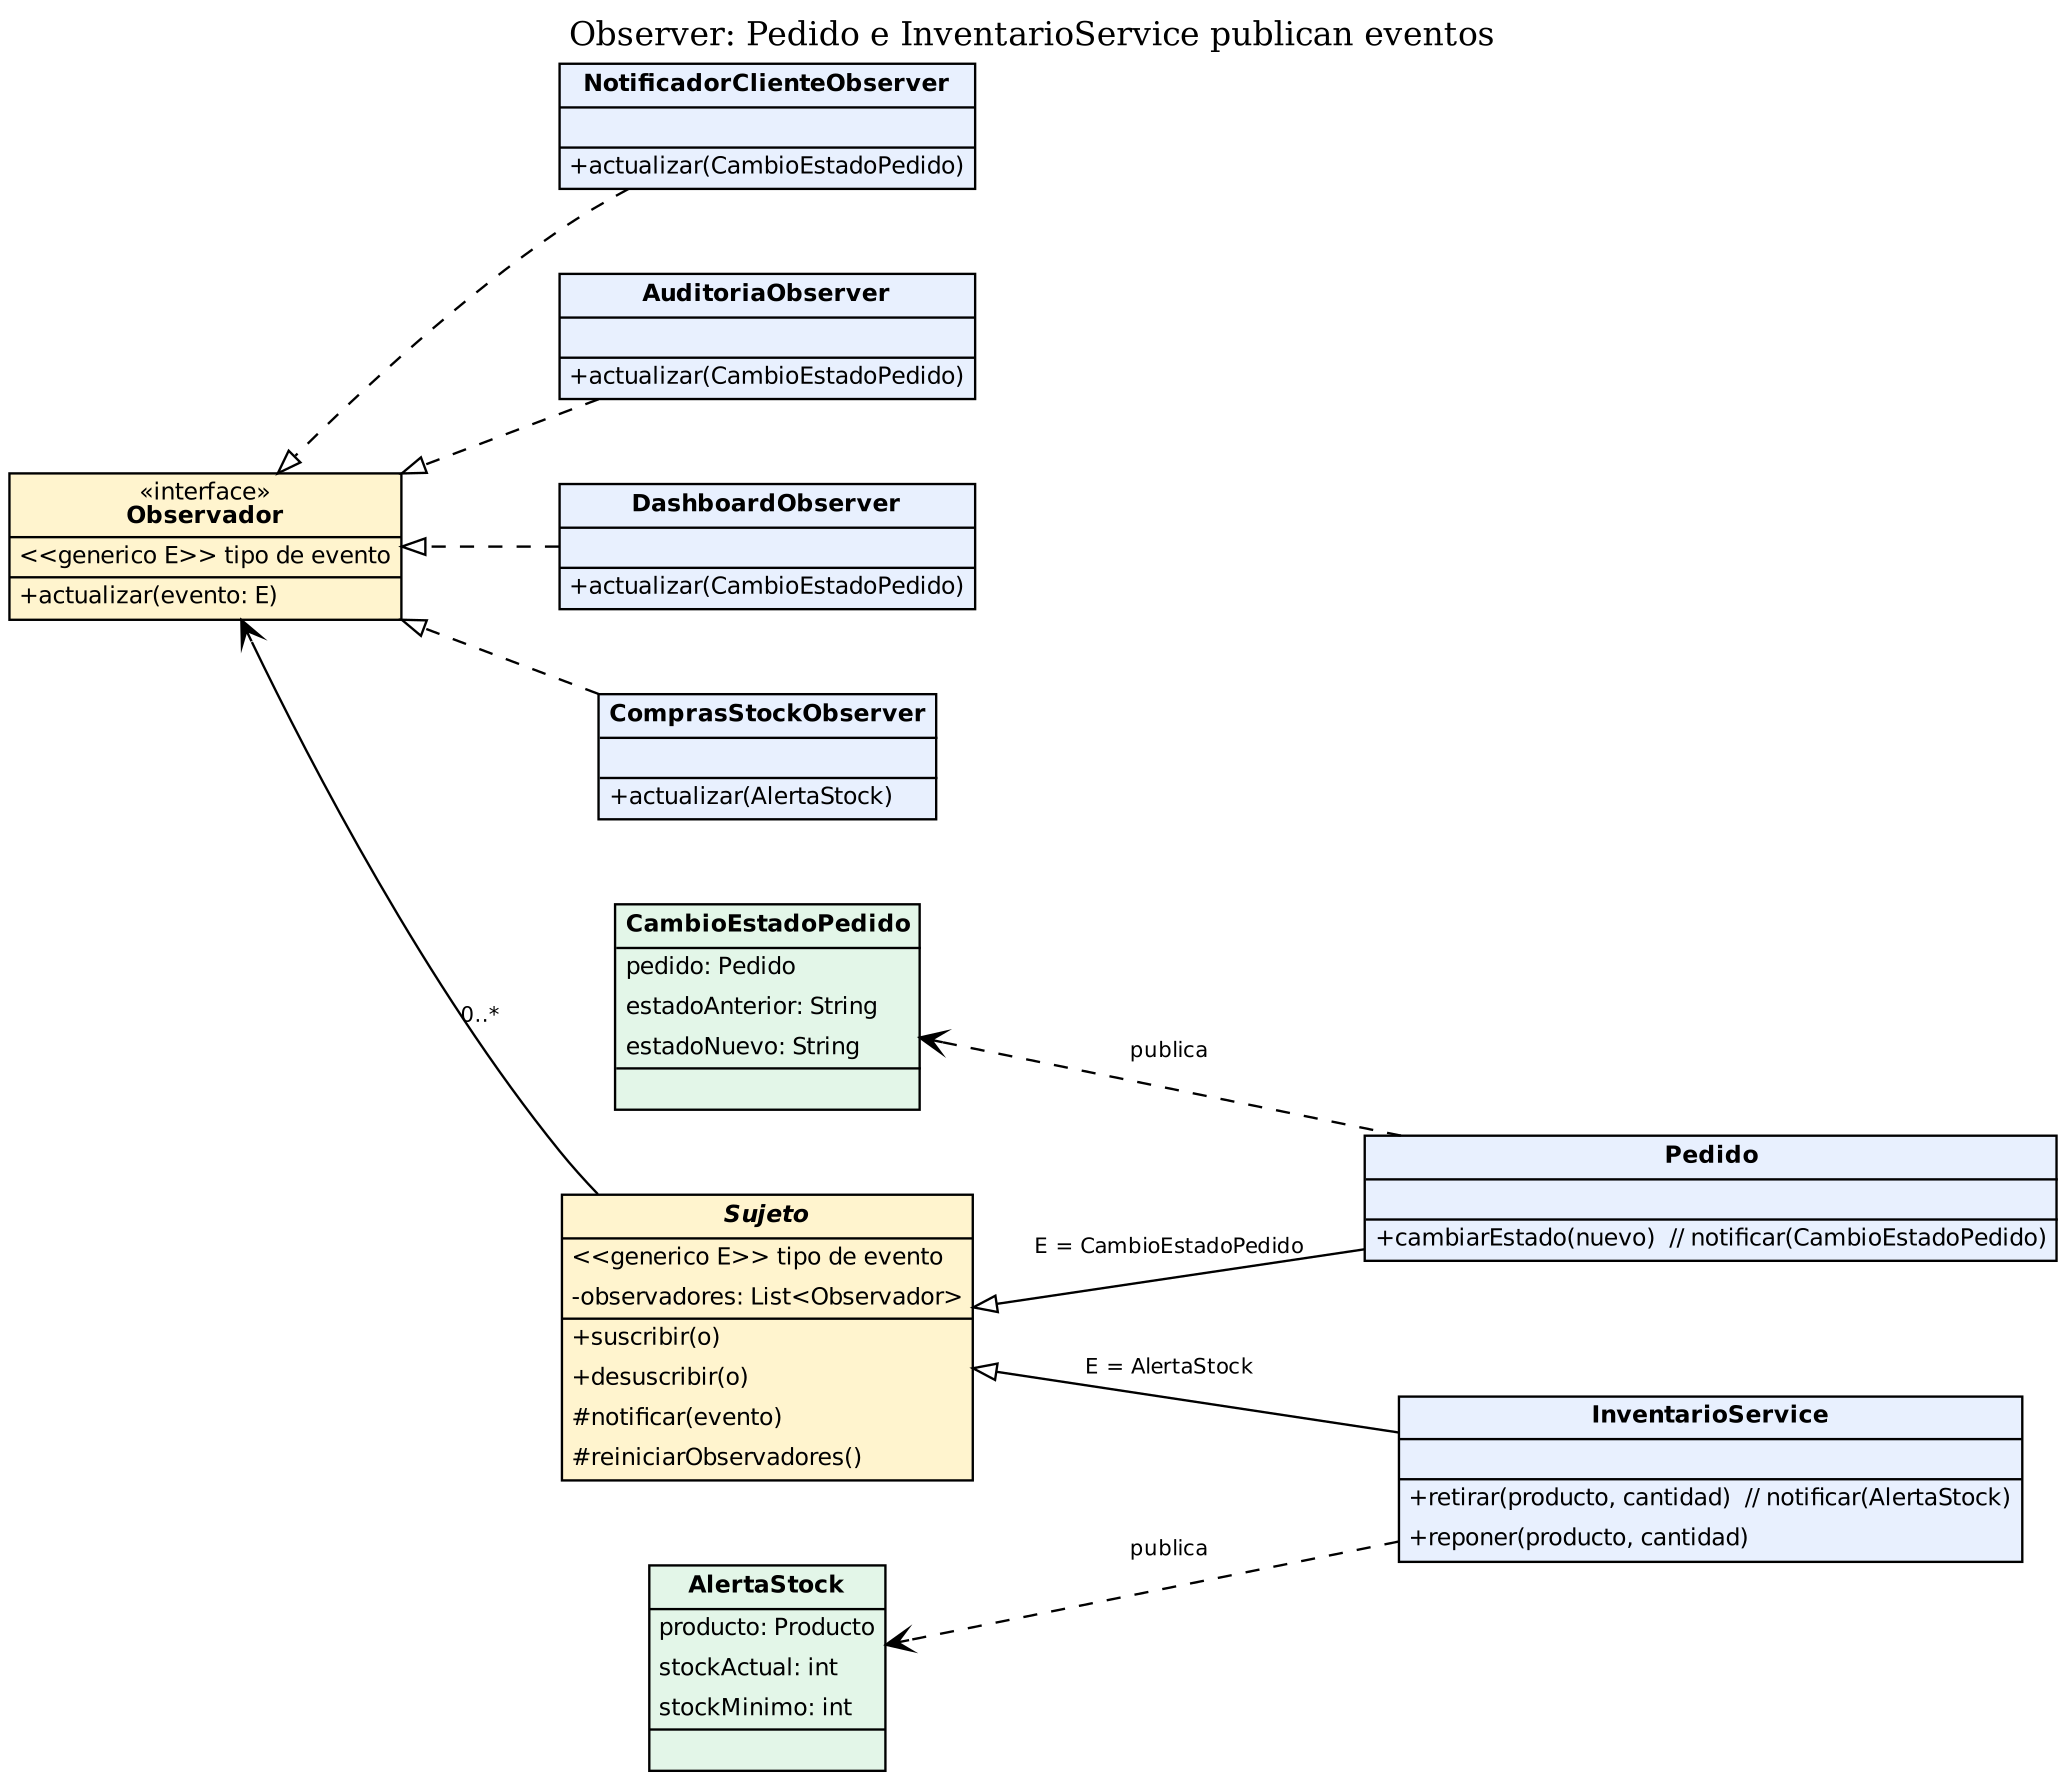 Observer: Pedido e InventarioService publican eventos
NotificadorClienteObserver
+actualizar(CambioEstadoPedido)
AuditoriaObserver
+actualizar(CambioEstadoPedido)
«interface»
Observador
<<generico E>> tipo de evento
+actualizar(evento: E)
DashboardObserver
+actualizar(CambioEstadoPedido)
ComprasStockObserver
+actualizar(AlertaStock)
CambioEstadoPedido
pedido: Pedido
estadoAnterior: String
estadoNuevo: String
0..*
publica
Pedido
+cambiarEstado(nuevo)  // notificar(CambioEstadoPedido)
Sujeto
<<generico E>> tipo de evento
-observadores: List<Observador>
+suscribir(o)
+desuscribir(o)
#notificar(evento)
#reiniciarObservadores()
E = CambioEstadoPedido
E = AlertaStock
InventarioService
+retirar(producto, cantidad)  // notificar(AlertaStock)
+reponer(producto, cantidad)
publica
AlertaStock
producto: Producto
stockActual: int
stockMinimo: int